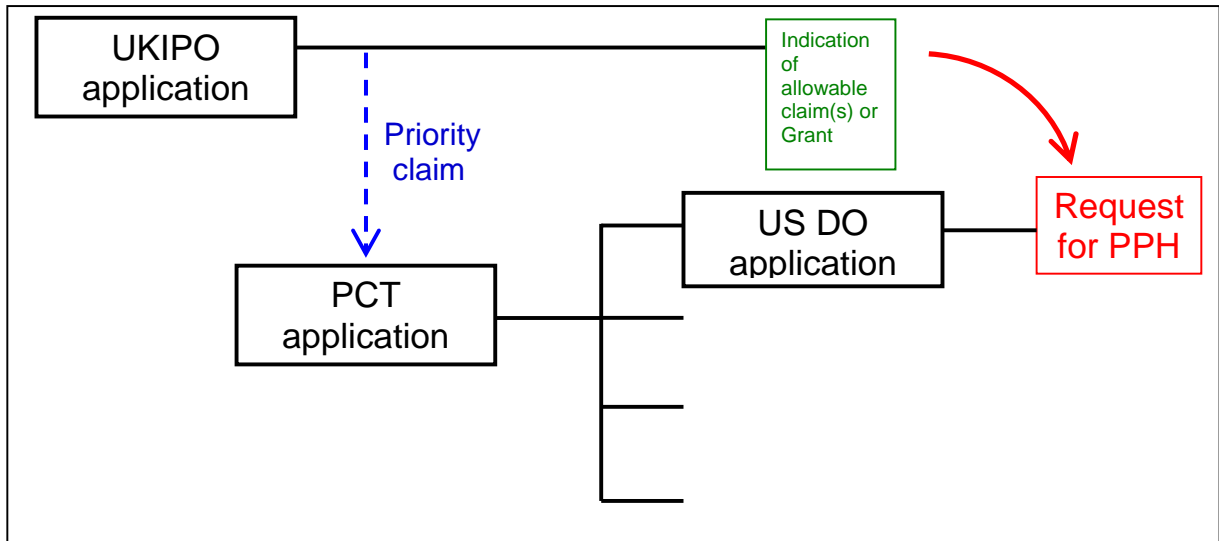 UKIPO
application
Indication
of
allowable
claim(s) or
Grant
Priority
claim
US DO
application
Request
for PPH
PCT
application